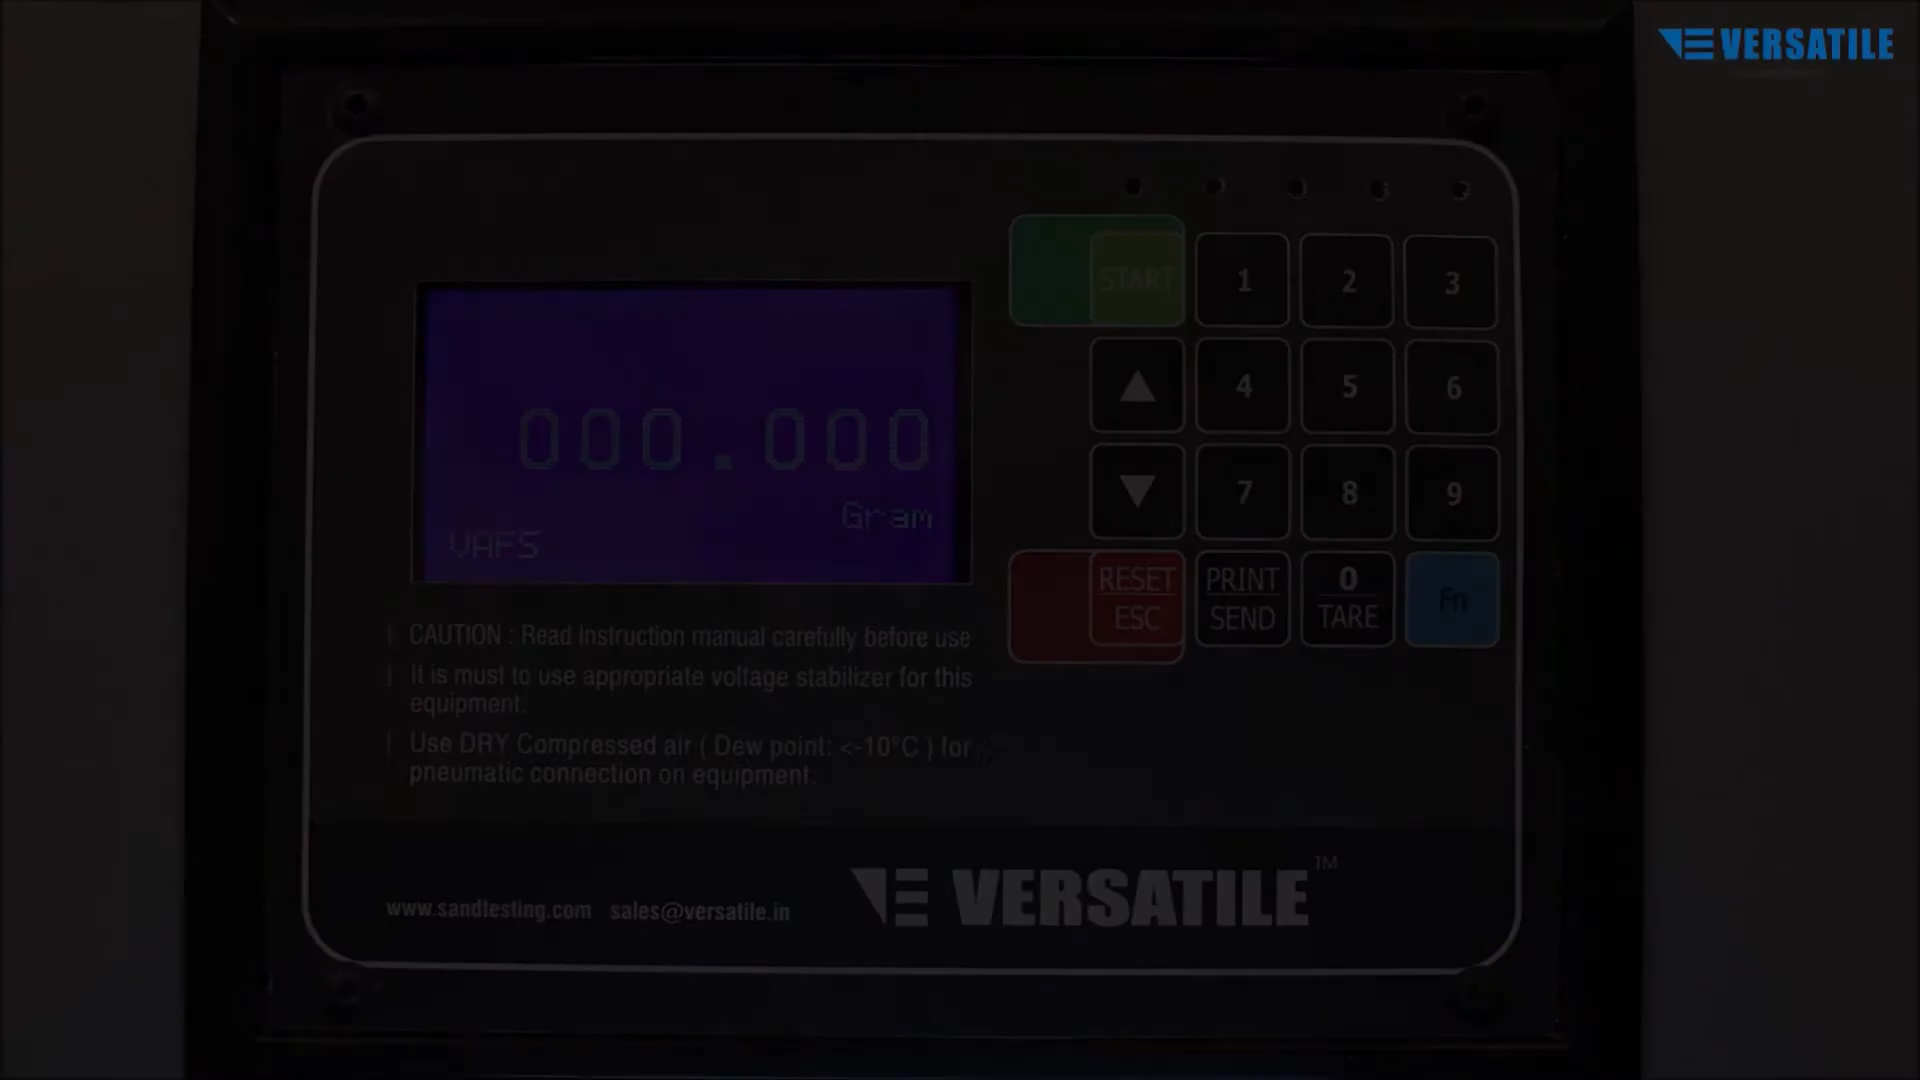 VERSATILE
START
1
2
3
000.000
4
5
6
Gram
VAFS
7
8
9
RESET
ESC
PRINT
SEND
0
TARE
Fn
CAUTION : Read Instruction manual carefully before use
It is must to use appropriate voltage stabilizer for this
equipment.
Use DRY Compressed air ( Dew point: <-10°C ) for
pneumatic connection on equipment.
www.sandtesting.com sales@versatile.in
VERSATILE™